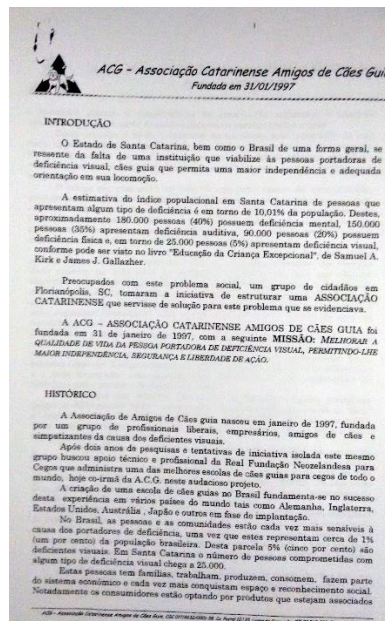 ACG – Associação Catarinense Amigos de Cães Guia
Fundada em 31/01/1997
INTRODUÇÃO
O Estado de Santa Catarina, bem como o Brasil de uma forma geral, se
ressente da falta de uma instituição que viabilize às pessoas portadoras de
deficiência visual, cães guia que permita uma maior independência e adequada
orientação em sua locomoção.
A estimativa do índice populacional em Santa Catarina de pessoas que
apresentam algum tipo de deficiência é em torno de 10,01% da população. Destes,
aproximadamente 180.000 pessoas (40%) possuem deficiência mental, 150.000
pessoas (35%) apresentam deficiência auditiva, 90.000 pessoas (20%) possuem
deficiência física e, em torno de 25.000 pessoas (5%) apresentam deficiência visual,
conforme pode ser visto no livro "Educação da Criança Excepcional", de Samuel A.
Kirk e James J. Gallazher.
Preocupados com este problema social, um grupo de cidadãos em
Florianópolis, SC, tomaram a iniciativa de estruturar uma ASSOCIAÇÃO
CATARINENSE que servisse de solução para este problema que se evidenciava.
A ACG – ASSOCIAÇÃO CATARINENSE AMIGOS DE CÃES GUIA foi
fundada em 31 de janeiro de 1997, com a seguinte MISSÃO: MELHORAR A
QUALIDADE DE VIDA DA PESSOA PORTADORA DE DEFICIÊNCIA VISUAL, PERMITINDO-LHE
MAIOR INDEPENDÊNCIA, SEGURANÇA E LIBERDADE DE AÇÃO.
HISTÓRICO
A Associação de Amigos de Cães guia nasceu em janeiro de 1997, fundada
por um grupo de profissionais liberais, empresários, amigos de cães e
simpatizantes da causa dos deficientes visuais.
Após dois anos de pesquisas e tentativas de iniciativa isolada este mesmo
grupo buscou apoio técnico e profissional da Real Fundação Neozelandesa para
Cegos que administra uma das melhores escolas de cães guias para cegos de todo o
mundo, hoje co-irmã da A.C.G. neste audacioso projeto.
A criação de uma escola de cães guias no Brasil fundamenta-se no sucesso
desta experiência em vários países do mundo tais como Alemanha, Inglaterra,
Estados Unidos, Austrália , Japão e outros em fase de implantação.
No Brasil, as pessoas e as comunidades estão cada vez mais sensíveis à
causa dos portadores de deficiência, uma vez que estes representam cerca de 1%
(um por cento) da população brasileira. Desta parcela 5% (cinco por cento) são
deficientes visuais. Em Santa Catarina o número de pessoas comprometidas com
algum tipo de deficiência visual chega a 25.000.
Estas pessoas tem famílias, trabalham, produzem, consomem, fazem parte
do sistema econômico e cada vez mais conquistam espaço e reconhecimento social.
Notadamente os consumidores estão optando por produtos que estejam associados
ACG – Associação Catarinense Amigos de Cães Guia,